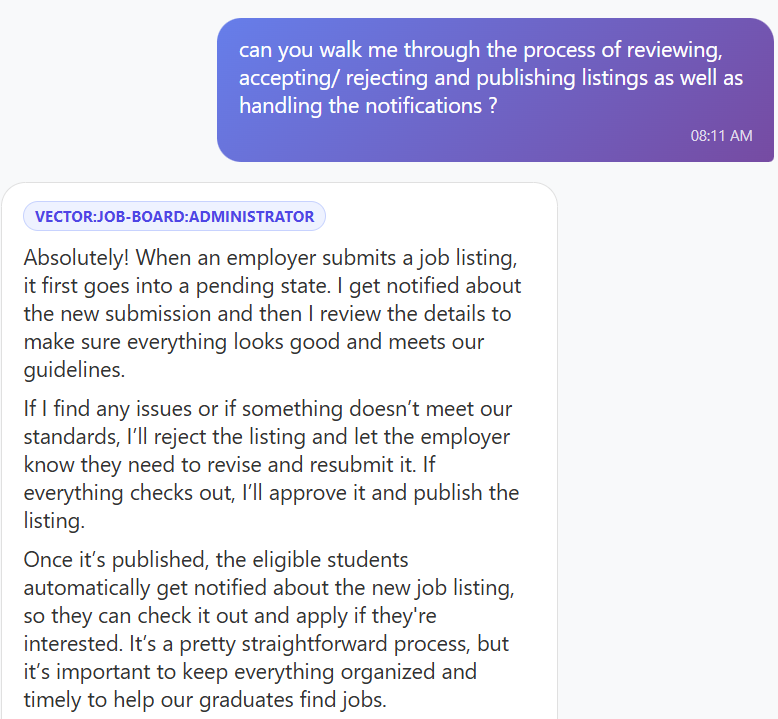 can you walk me through the process of reviewing,
accepting/ rejecting and publishing listings as well as
handling the notifications ?
08:11 AM
VECTOR:JOB-BOARD:ADMINISTRATOR
Absolutely! When an employer submits a job listing,
it first goes into a pending state. I get notified about
the new submission and then I review the details to
make sure everything looks good and meets our
guidelines.
If I find any issues or if something doesn’t meet our
standards, I’ll reject the listing and let the employer
know they need to revise and resubmit it. If
everything checks out, I’ll approve it and publish the
listing.
Once it’s published, the eligible students
automatically get notified about the new job listing,
so they can check it out and apply if they're
interested. It’s a pretty straightforward process, but
it’s important to keep everything organized and
timely to help our graduates find jobs.